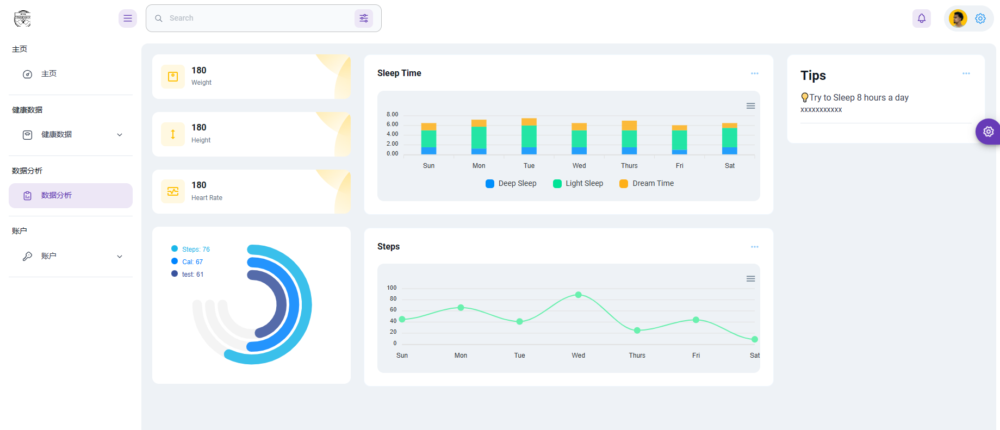 Search
主页
主页
健康数据
健康数据
数据分析
数据分析
账户
账户
180
Weight
180
Height
180
Heart Rate
Steps: 76
Cal: 67
test: 61
Sleep Time
8.00
6.00
4.00
2.00
0.00
Sun Mon Tue Wed Thurs Fri Sat
Deep Sleep Light Sleep Dream Time
Steps
100
80
60
40
20
0
Sun Mon Tue Wed Thurs Fri Sat
Tips
Try to Sleep 8 hours a day
xxxxxxxxxxx